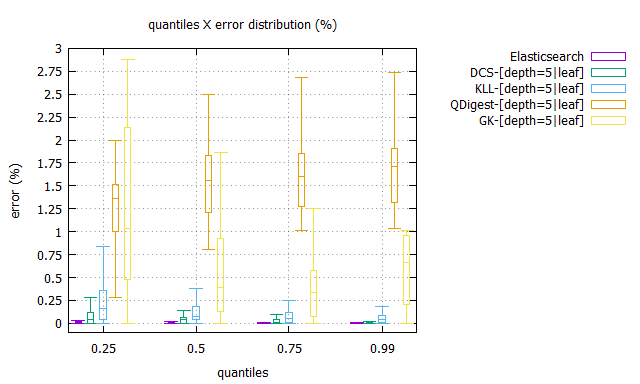 quantiles X error distribution (%)
3
2.75
2.5
2.25
2
1.75
1.5
1.25
1
0.75
0.5
0.25
0
error (%)
0.25 0.5 0.75 0.99
quantiles
Elasticsearch
DCS-[depth=5|leaf]
KLL-[depth=5|leaf]
QDigest-[depth=5|leaf]
GK-[depth=5|leaf]